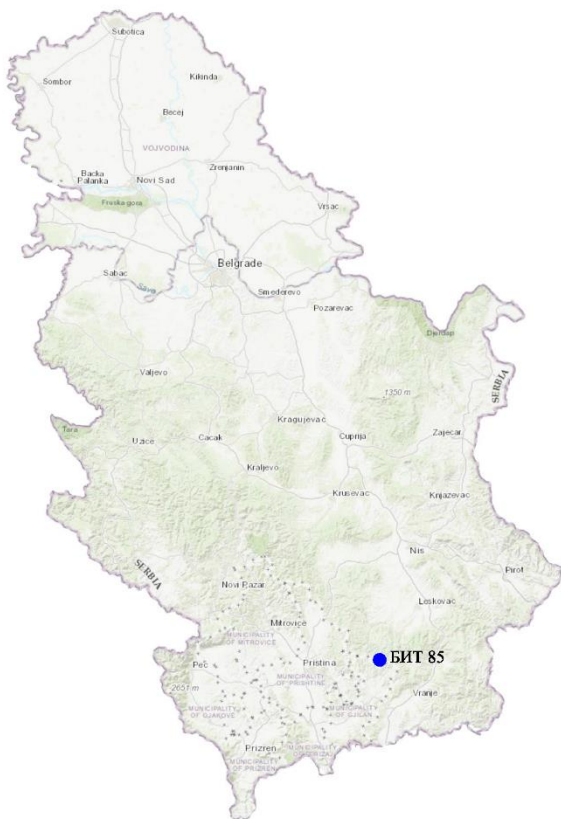 Subotica
Sombor
Kikinda
Becej
VOJVODINA
Zrenjanin
Backa
Palanka
Novi Sad
Fruska gora
Vrsac
Belgrade
Sabac
Sava
Smederevo
Pozarevac
Djerdap
Valjevo
1350 m
SERBIA
Tara
Uzice
Cacak
Kragujevac
Cuprija
Zajecar
Kraljevo
Krusevac
Knjazevac
Nis
Pirot
SERBIA
Novi Pazar
Leskovac
Mitrovice
MUNICIPALITY
OF MITROVICE
Peć
Pristina
БИТ 85
MUNICIPALITY
OF PRISHTINE
2651 m
Vranje
MUNICIPALITY
OF GJAKOVE
MUNICIPALITY
OF GJILAN
Prizren
MUNICIPALITY
OF PRIZREN